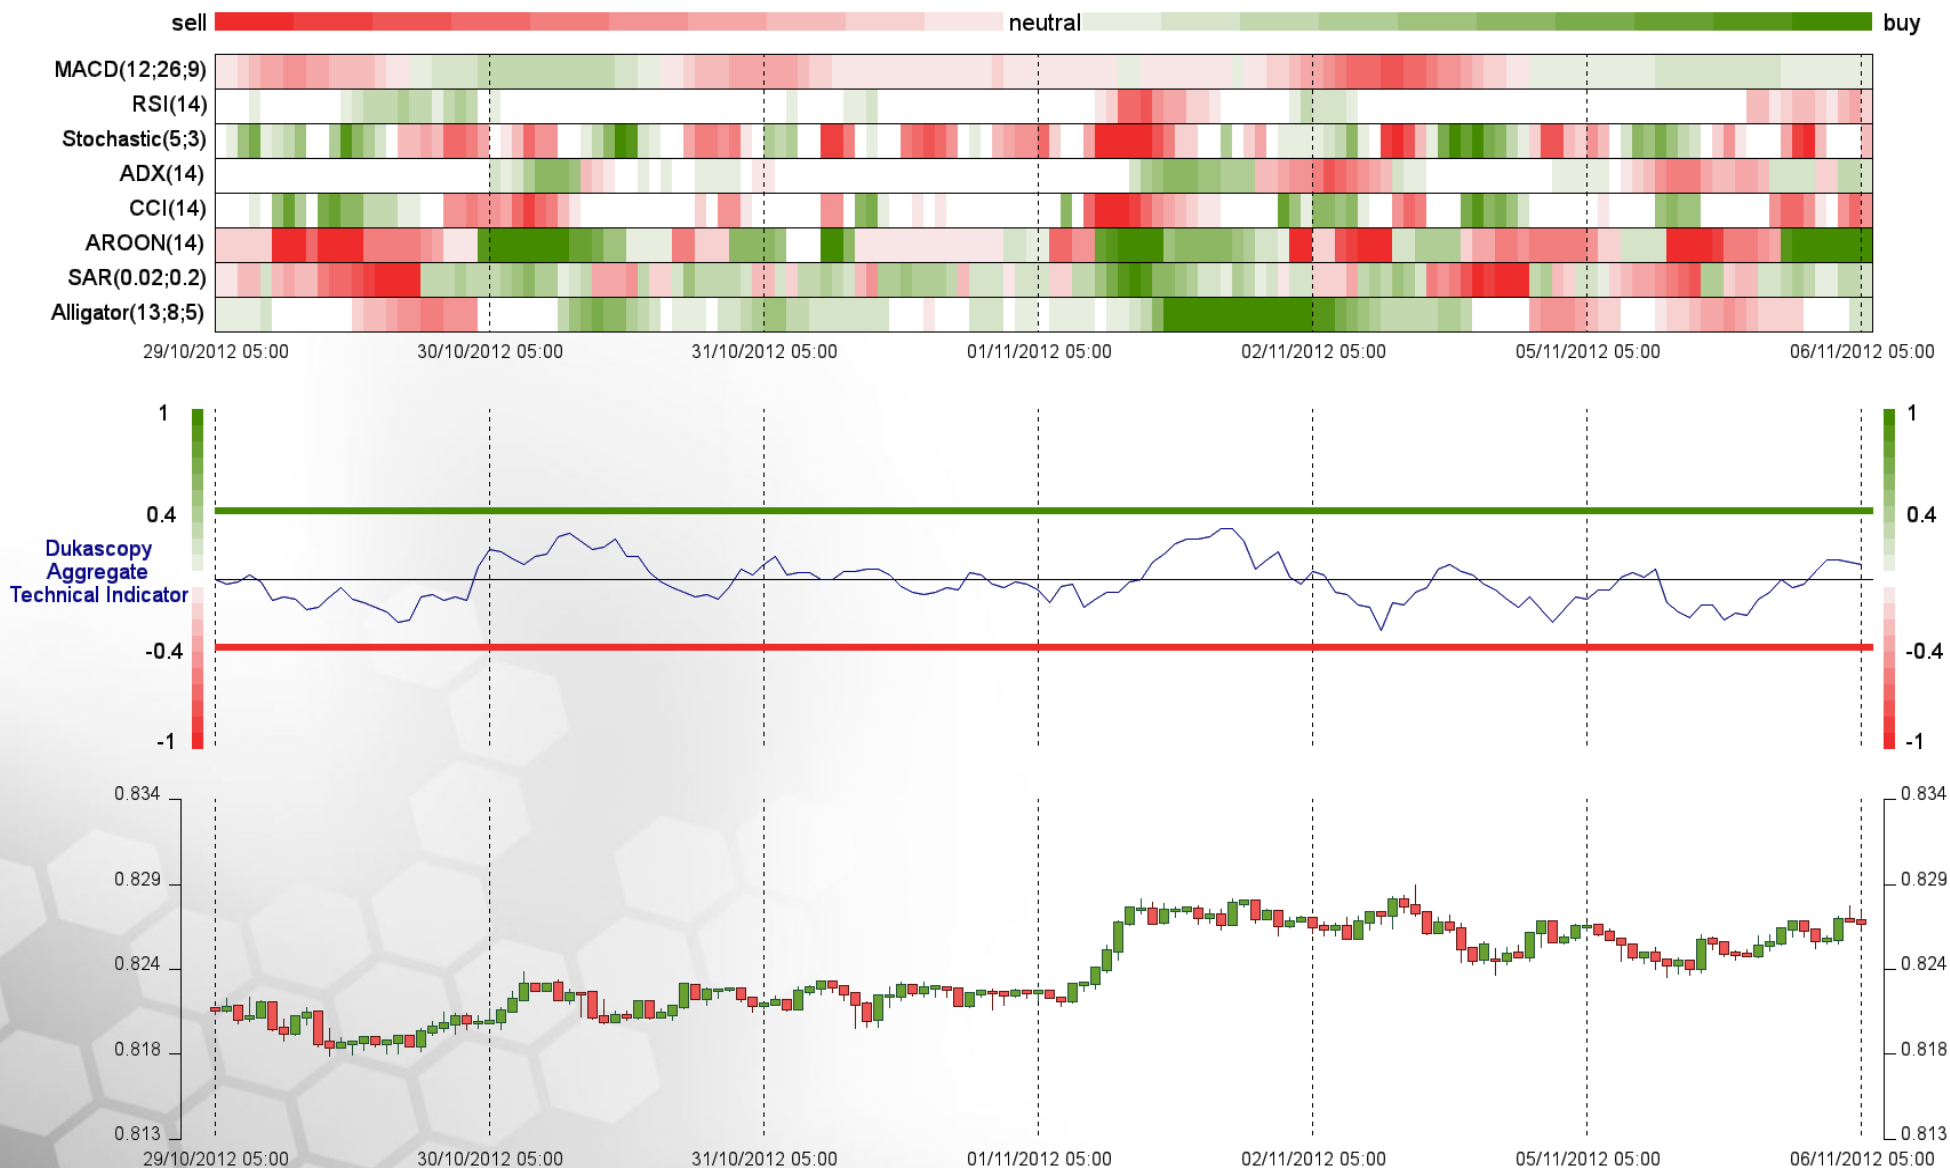 sell neutral buy
MACD(12;26;9)
RSI(14)
Stochastic(5;3)
ADX(14)
CCI(14)
AROON(14)
SAR(0.02;0.2)
Alligator(13;8;5)
29/10/2012 05:00 30/10/2012 05:00 31/10/2012 05:00 01/11/2012 05:00 02/11/2012 05:00 05/11/2012 05:00 06/11/2012 05:00
1 1
0.4 0.4
Dukascopy
Aggregate
Technical Indicator
-0.4 -0.4
-1 -1
0.834 0.834
0.829 0.829
0.824 0.824
0.818 0.818
0.813 0.813
29/10/2012 05:00 30/10/2012 05:00 31/10/2012 05:00 01/11/2012 05:00 02/11/2012 05:00 05/11/2012 05:00 06/11/2012 05:00